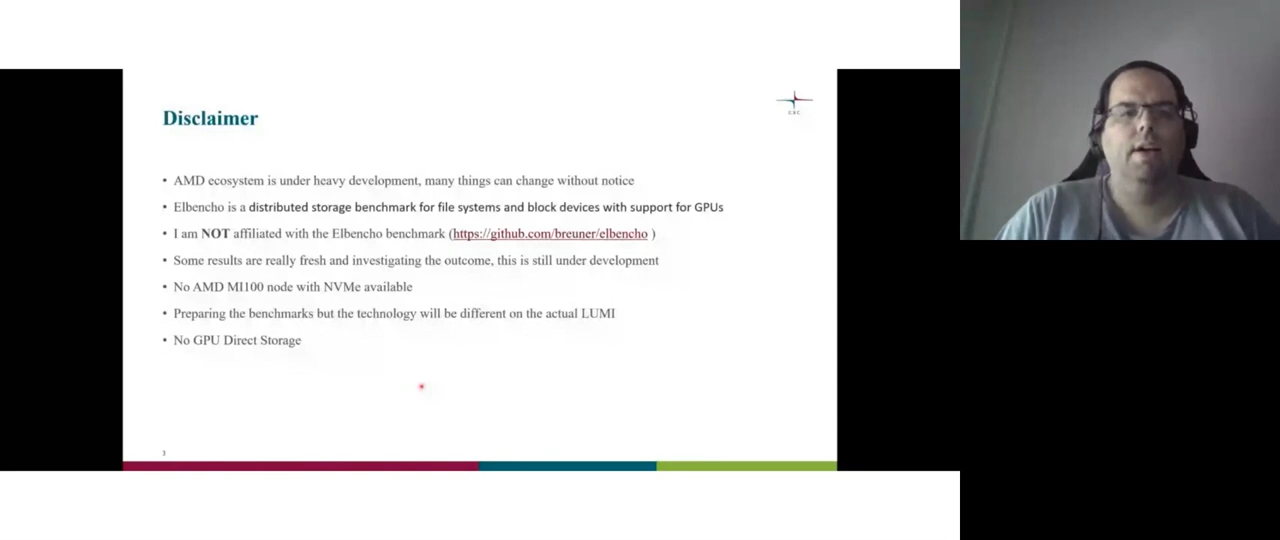 CSC
Disclaimer
• AMD ecosystem is under heavy development, many things can change without notice
• Elbencho is a distributed storage benchmark for file systems and block devices with support for GPUs
• I am NOT affiliated with the Elbencho benchmark (https://github.com/breuner/elbencho )
• Some results are really fresh and investigating the outcome, this is still under development
• No AMD MI100 node with NVMe available
• Preparing the benchmarks but the technology will be different on the actual LUMI
• No GPU Direct Storage
3